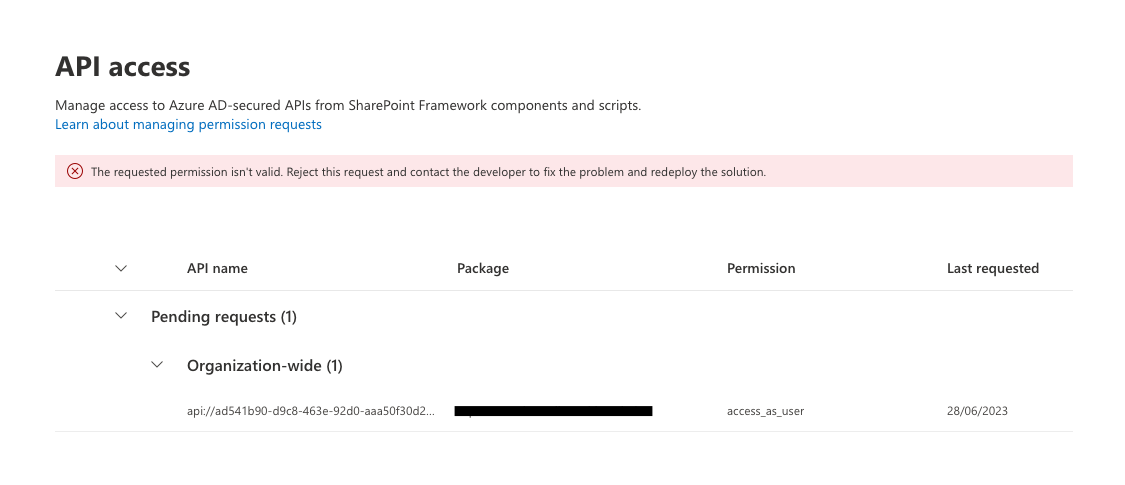 API access
Manage access to Azure AD-secured APIs from SharePoint Framework components and scripts.
Learn about managing permission requests
The requested permission isn't valid. Reject this request and contact the developer to fix the problem and redeploy the solution.
API name Package Permission Last requested
Pending requests (1)
Organization-wide (1)
api://ad541b90-d9c8-463e-92d0-aaa50f30d2... access_as_user 28/06/2023